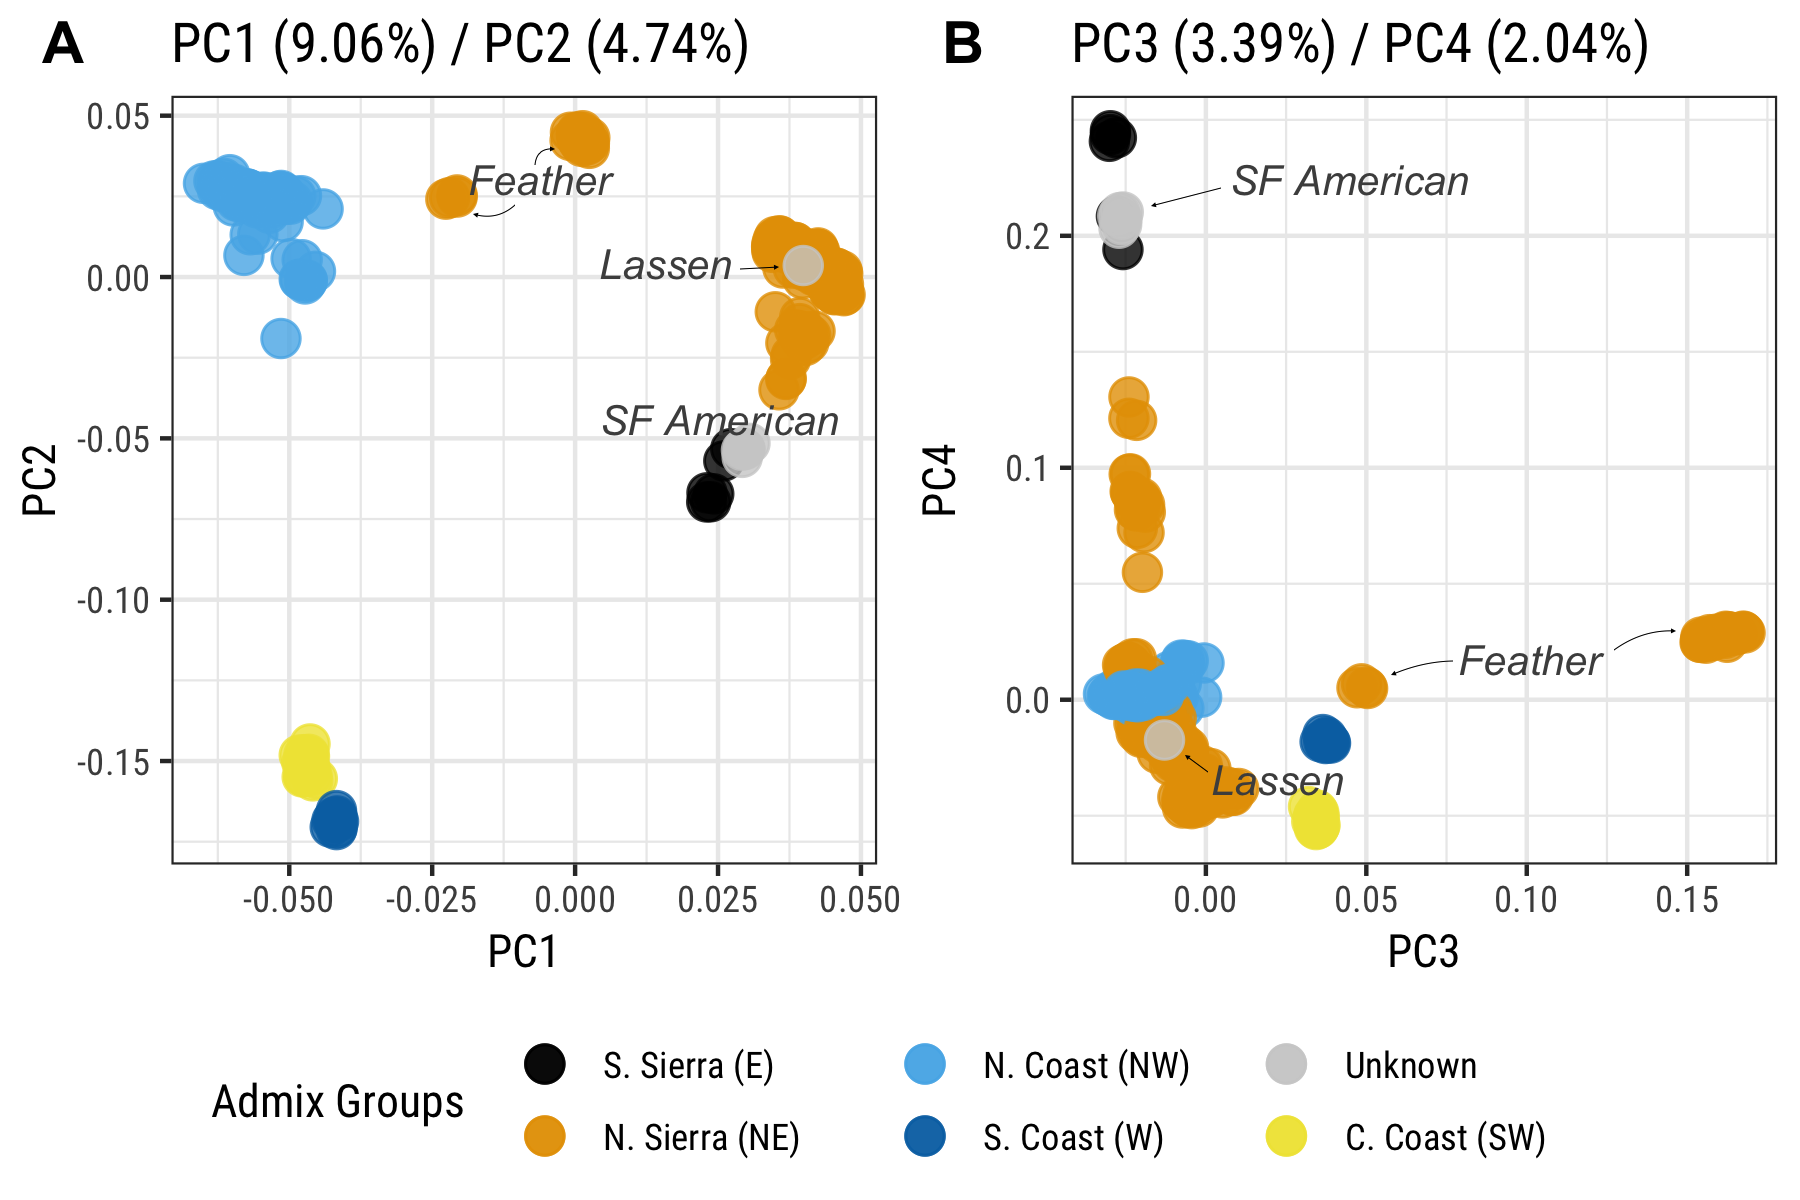 A PC1 (9.06%) / PC2 (4.74%)
0.05
0.00
-0.05
-0.10
-0.15
PC2
Feather
Lassen
SF American
-0.050 -0.025 0.000 0.025 0.050
PC1
B PC3 (3.39%) / PC4 (2.04%)
0.2
0.1
0.0
PC4
SF American
Feather
Lassen
0.00 0.05 0.10 0.15
PC3
Admix Groups
S. Sierra (E) N. Coast (NW) Unknown
N. Sierra (NE) S. Coast (W) C. Coast (SW)